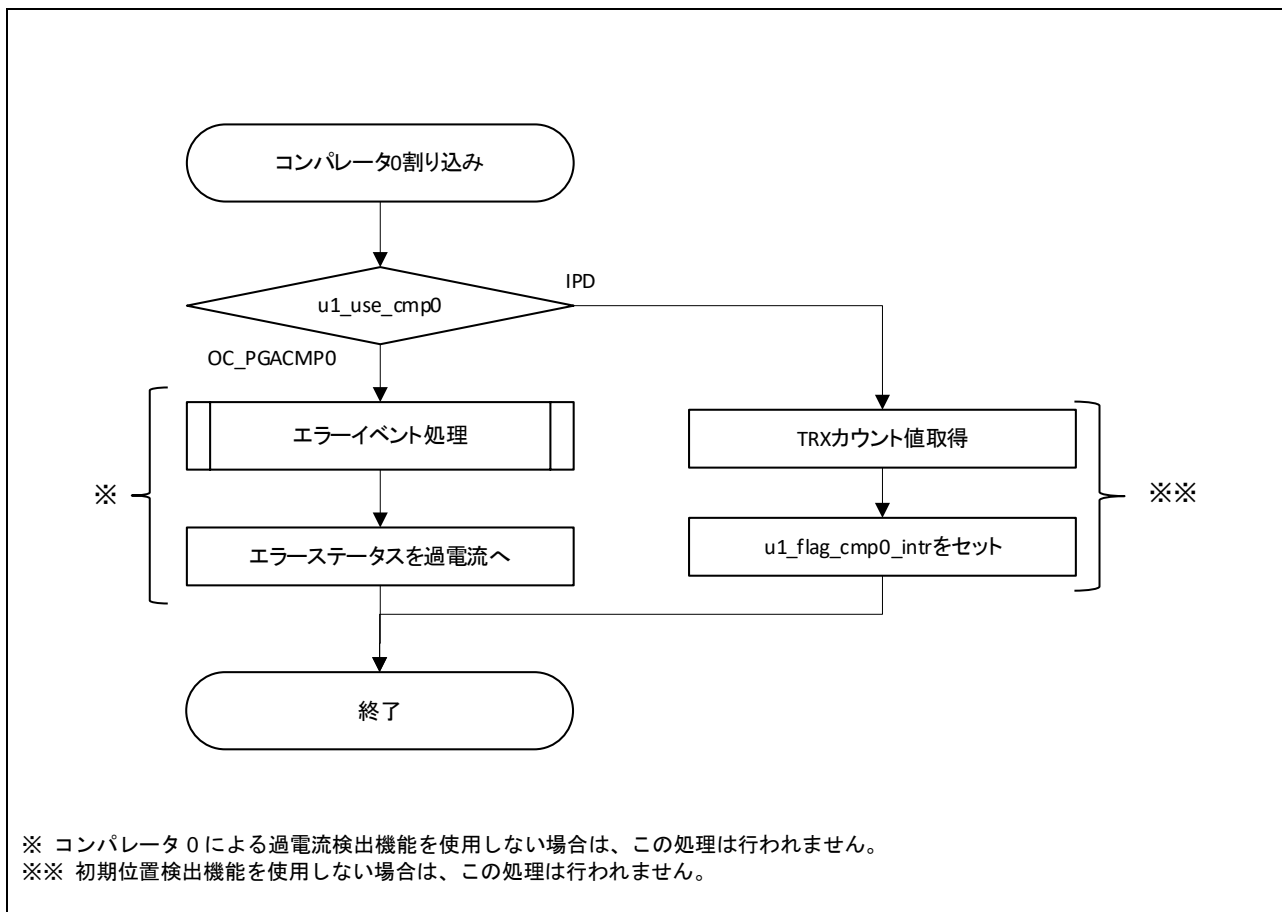 コンパレータ0割り込み
u1_use_cmp0
IPD
OC_PGACMP0
エラーイベント処理
TRXカウント値取得
※
※※
エラーステータスを過電流へ
u1_flag_cmp0_intrをセット
終了
※ コンパレータ 0 による過電流検出機能を使用しない場合は、この処理は行われません。
※※ 初期位置検出機能を使用しない場合は、この処理は行われません。